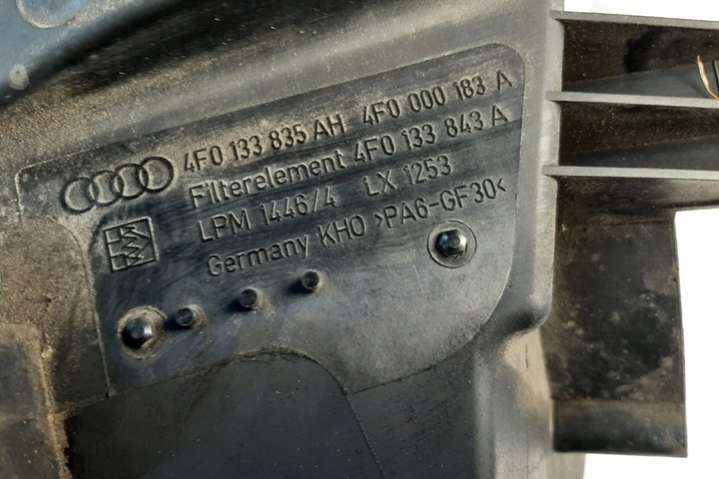 4F0 133 835 AH 4F0 000 183 A
Filterelement 4F0 133 843 A
LPM 1446/4 LX 1253
Germany KHO >PA6-GF30<